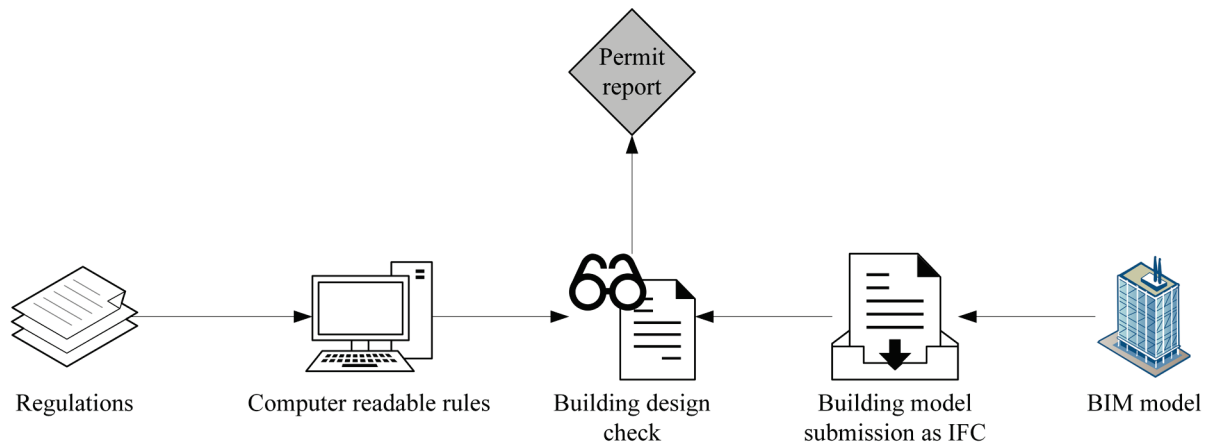 Permit
report
Regulations
Computer readable rules
Building design
check
Building model
submission as IFC
BIM model